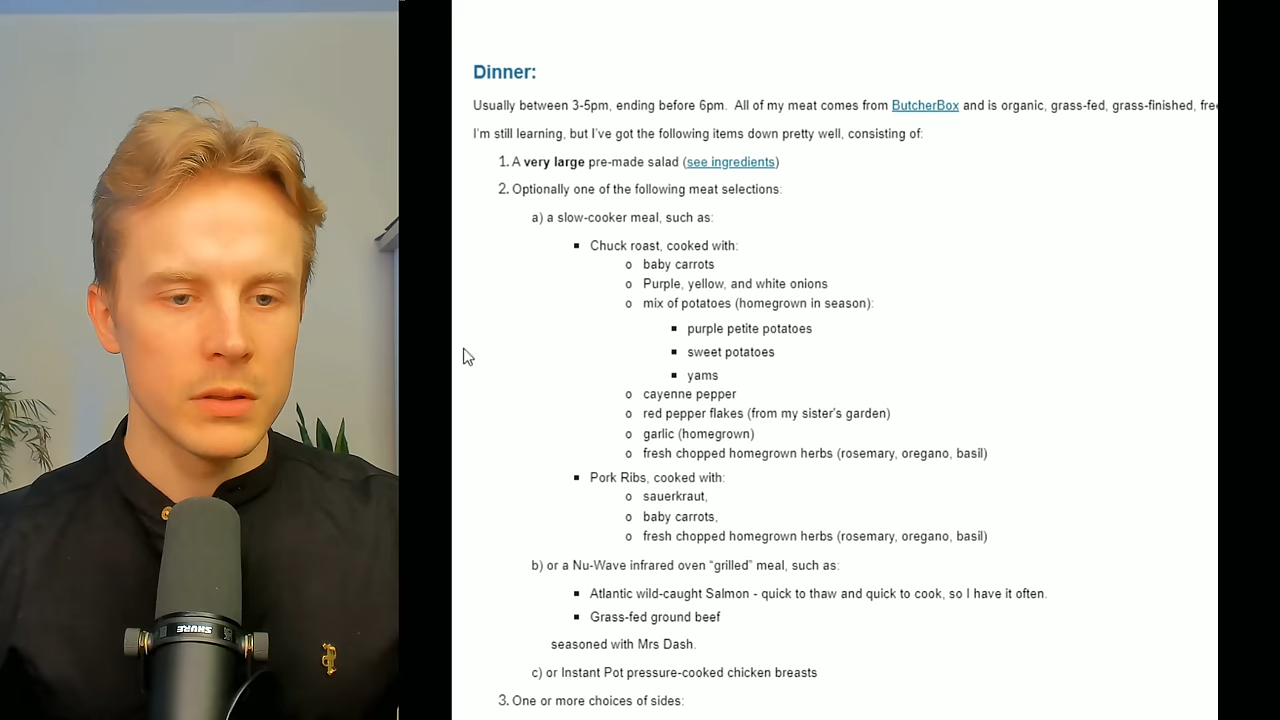 Dinner:
Usually between 3-5pm, ending before 6pm. All of my meat comes from ButcherBox and is organic, grass-fed, grass-finished,
I'm still learning, but I've got the following items down pretty well, consisting of:
1. A very large pre-made salad (see ingredients)
2. Optionally one of the following meat selections:
a) a slow-cooker meal, such as:
▪ Chuck roast, cooked with:
o baby carrots
o Purple, yellow, and white onions
o mix of potatoes (homegrown in season):
▪ purple petite potatoes
▪ sweet potatoes
▪ yams
o cayenne pepper
o red pepper flakes (from my sister's garden)
o garlic (homegrown)
o fresh chopped homegrown herbs (rosemary, oregano, basil)
▪ Pork Ribs, cooked with:
o sauerkraut,
o baby carrots,
o fresh chopped homegrown herbs (rosemary, oregano, basil)
b) or a Nu-Wave infrared oven “grilled” meal, such as:
▪ Atlantic wild-caught Salmon - quick to thaw and quick to cook, so I have it often.
▪ Grass-fed ground beef
seasoned with Mrs Dash.
c) or Instant Pot pressure-cooked chicken breasts
3. One or more choices of sides:
SHURE